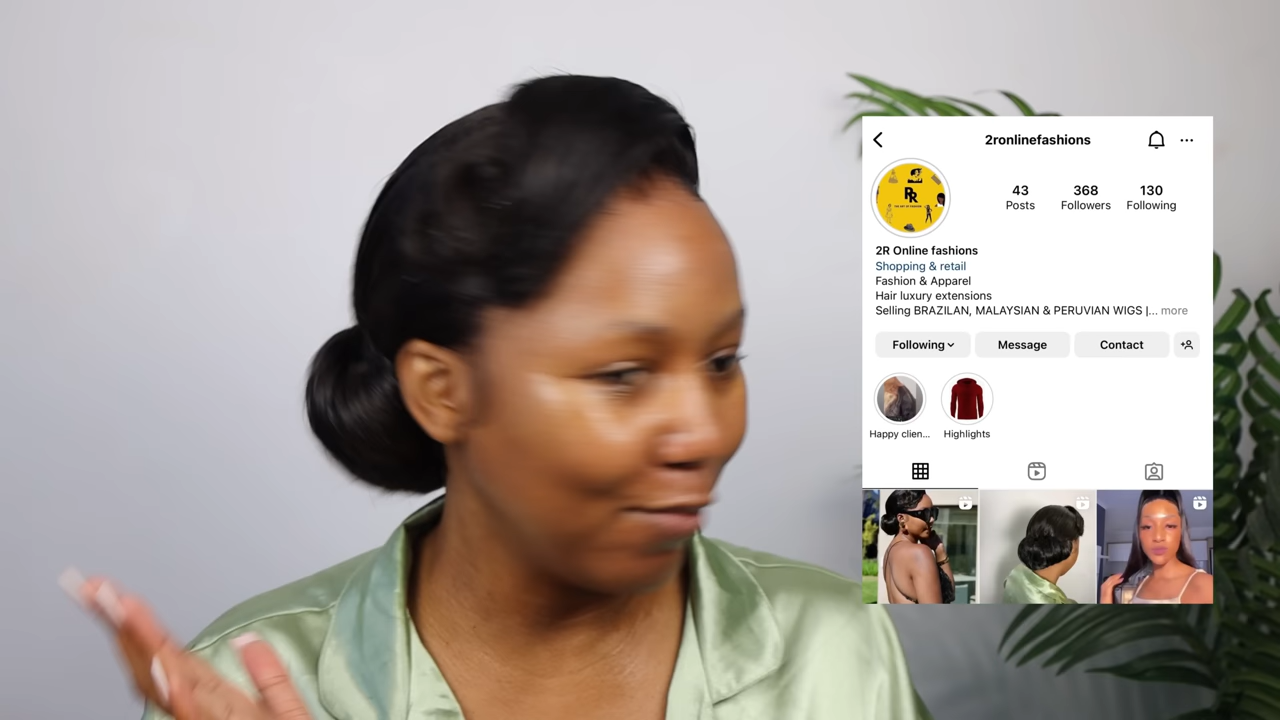 2ronlinefashions
43
368
130
Posts
Followers
Following
2R Online fashions
Shopping & retail
Fashion & Apparel
Hair luxury extensions
Selling BRAZILAN, MALAYSIAN & PERUVIAN WIGS |... more
Following
Message
Contact
Happy clien...
Highlights